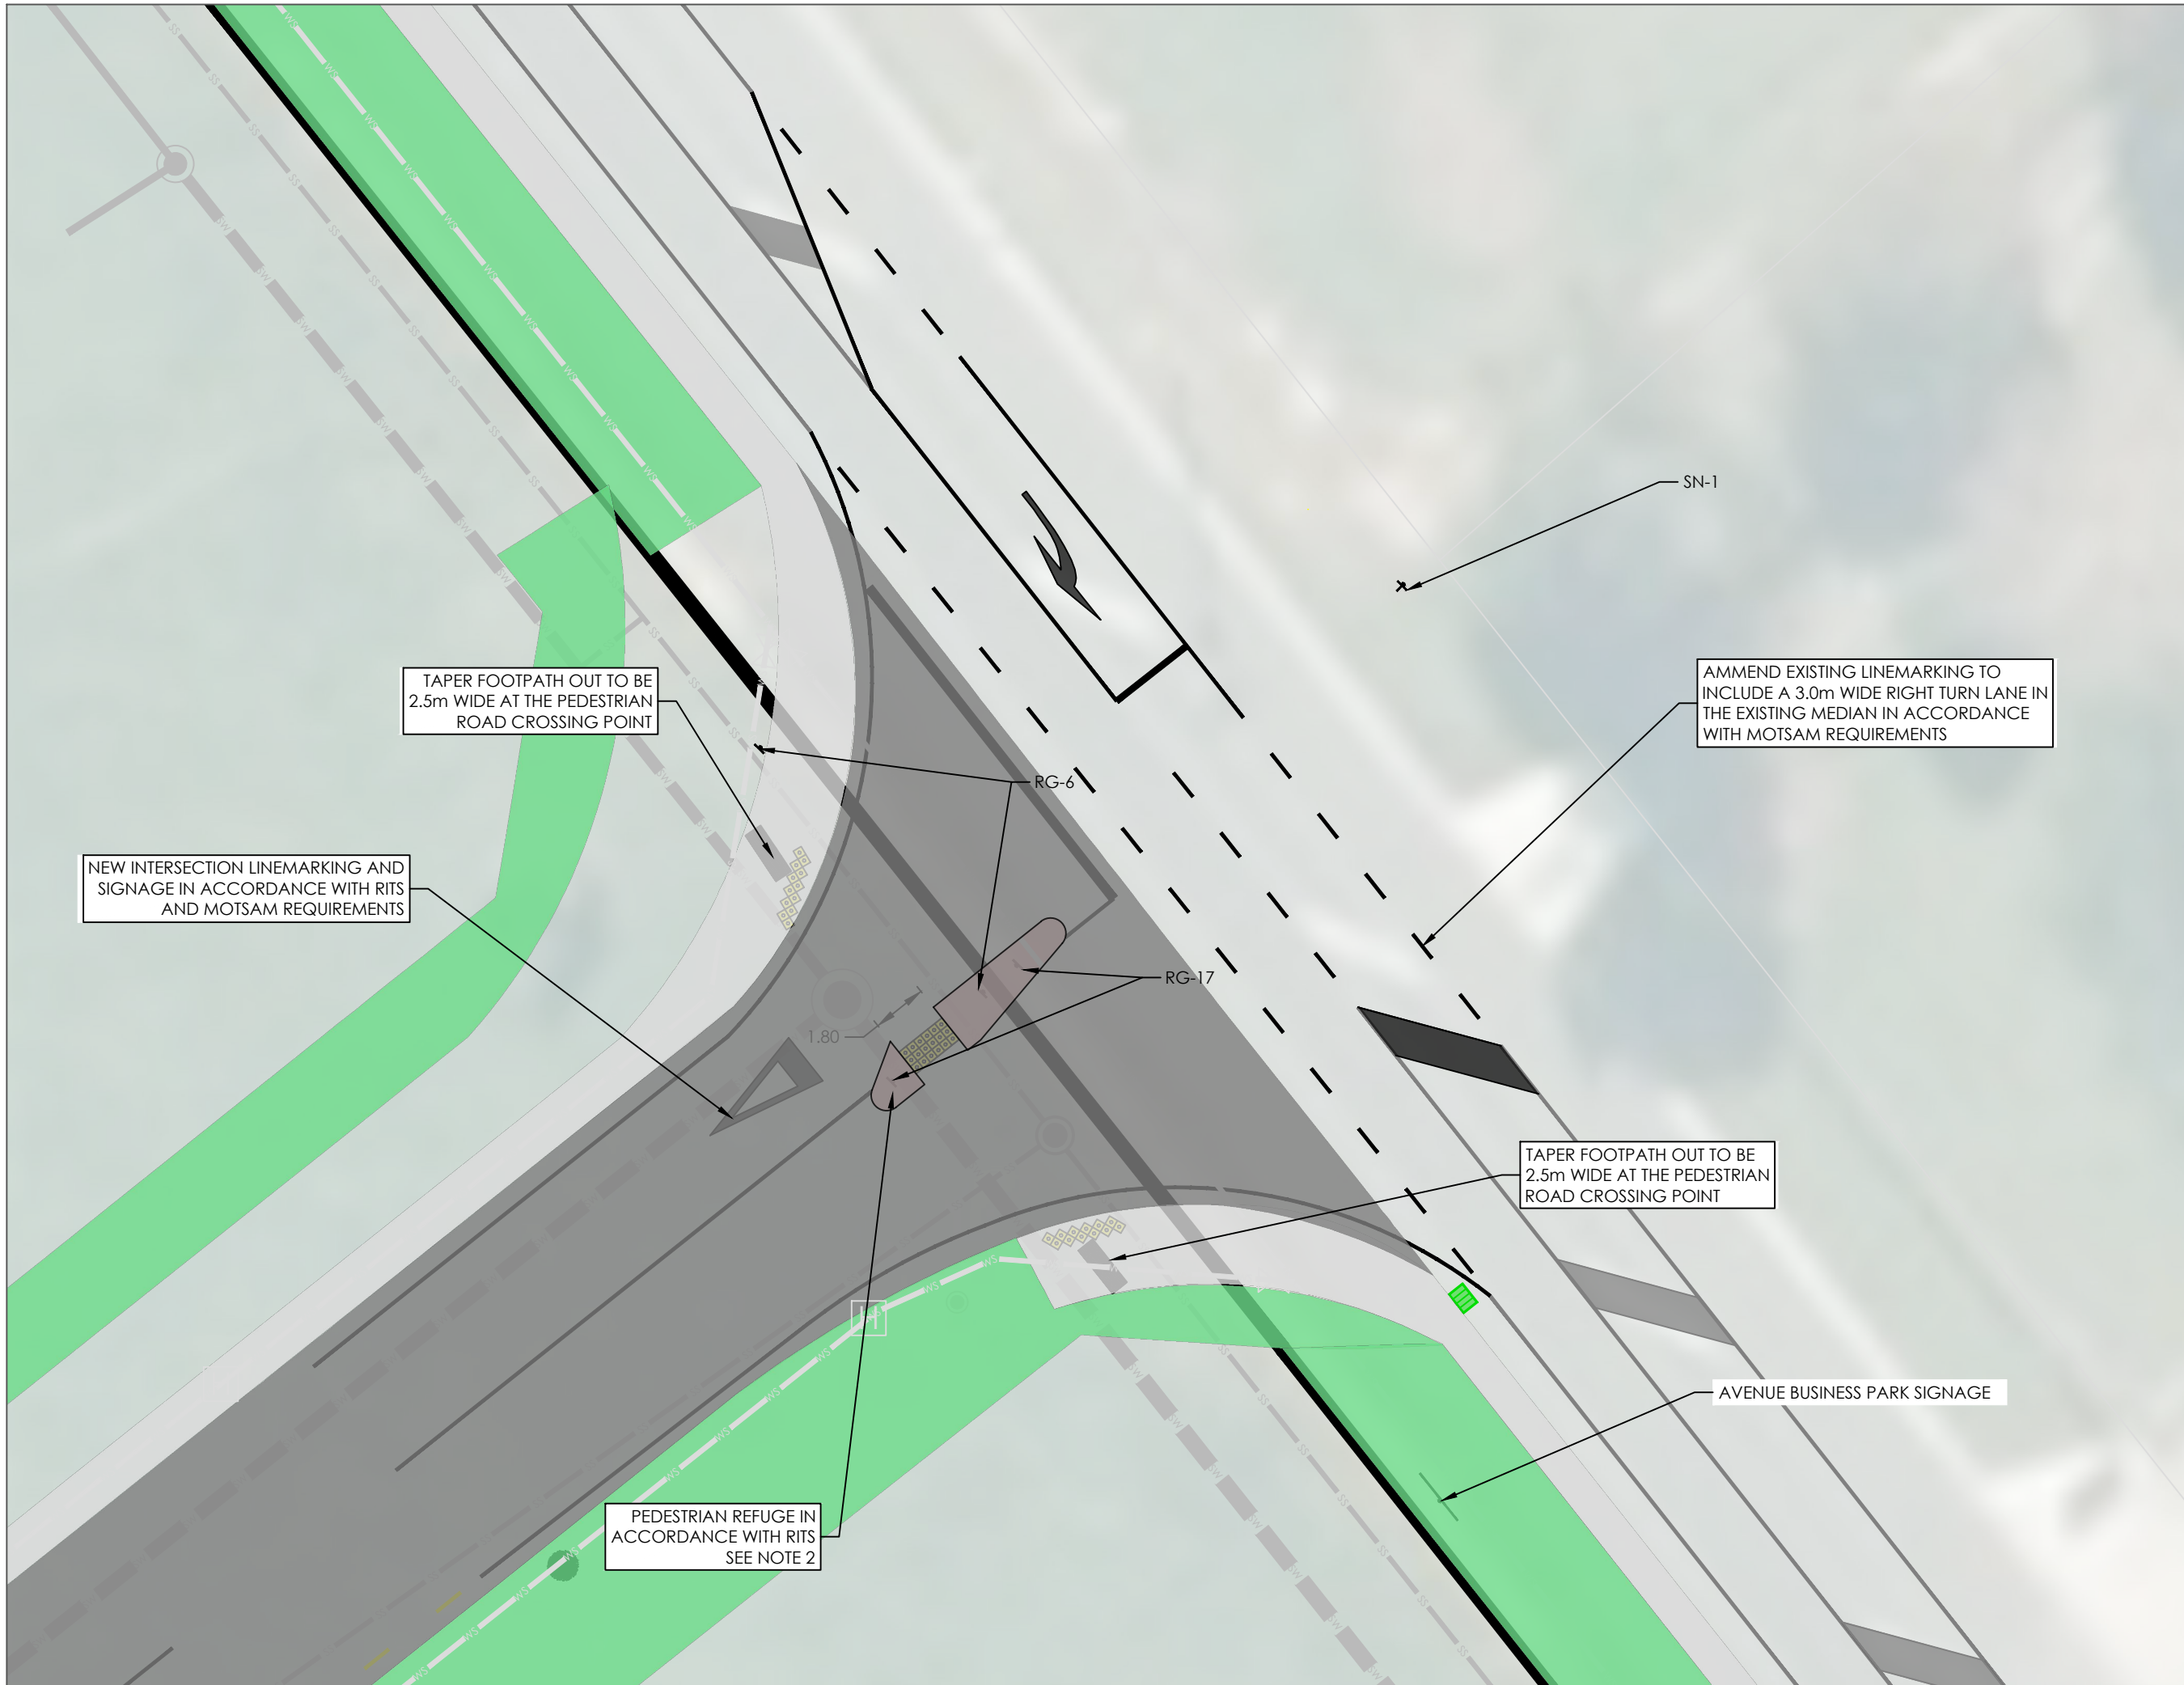 SN-1
TAPER FOOTPATH OUT TO BE
2.5m WIDE AT THE PEDESTRIAN
ROAD CROSSING POINT
AMMEND EXISTING LINEMARKING TO
INCLUDE A 3.0m WIDE RIGHT TURN LANE IN
THE EXISTING MEDIAN IN ACCORDANCE
WITH MOTSAM REQUIREMENTS
RG-6
NEW INTERSECTION LINEMARKING AND
SIGNAGE IN ACCORDANCE WITH RITS
AND MOTSAM REQUIREMENTS
RG-17
1.80
TAPER FOOTPATH OUT TO BE
2.5m WIDE AT THE PEDESTRIAN
ROAD CROSSING POINT
H
AVENUE BUSINESS PARK SIGNAGE
PEDESTRIAN REFUGE IN
ACCORDANCE WITH RITS
SEE NOTE 2